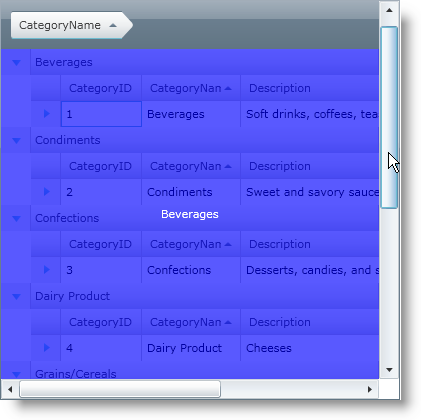 CategoryName
Beverages
CategoryID CategoryNan Description
1 Beverages Soft drinks, coffees, tea
Condiments
CategoryID CategoryNan Description
2 Condiments Sweet and savory sauce
Beverages
Confections
CategoryID CategoryNan Description
3 Confections Desserts, candies, and s
Dairy Product
CategoryID CategoryNan Description
4 Dairy Product Cheeses
Grains/Cereals